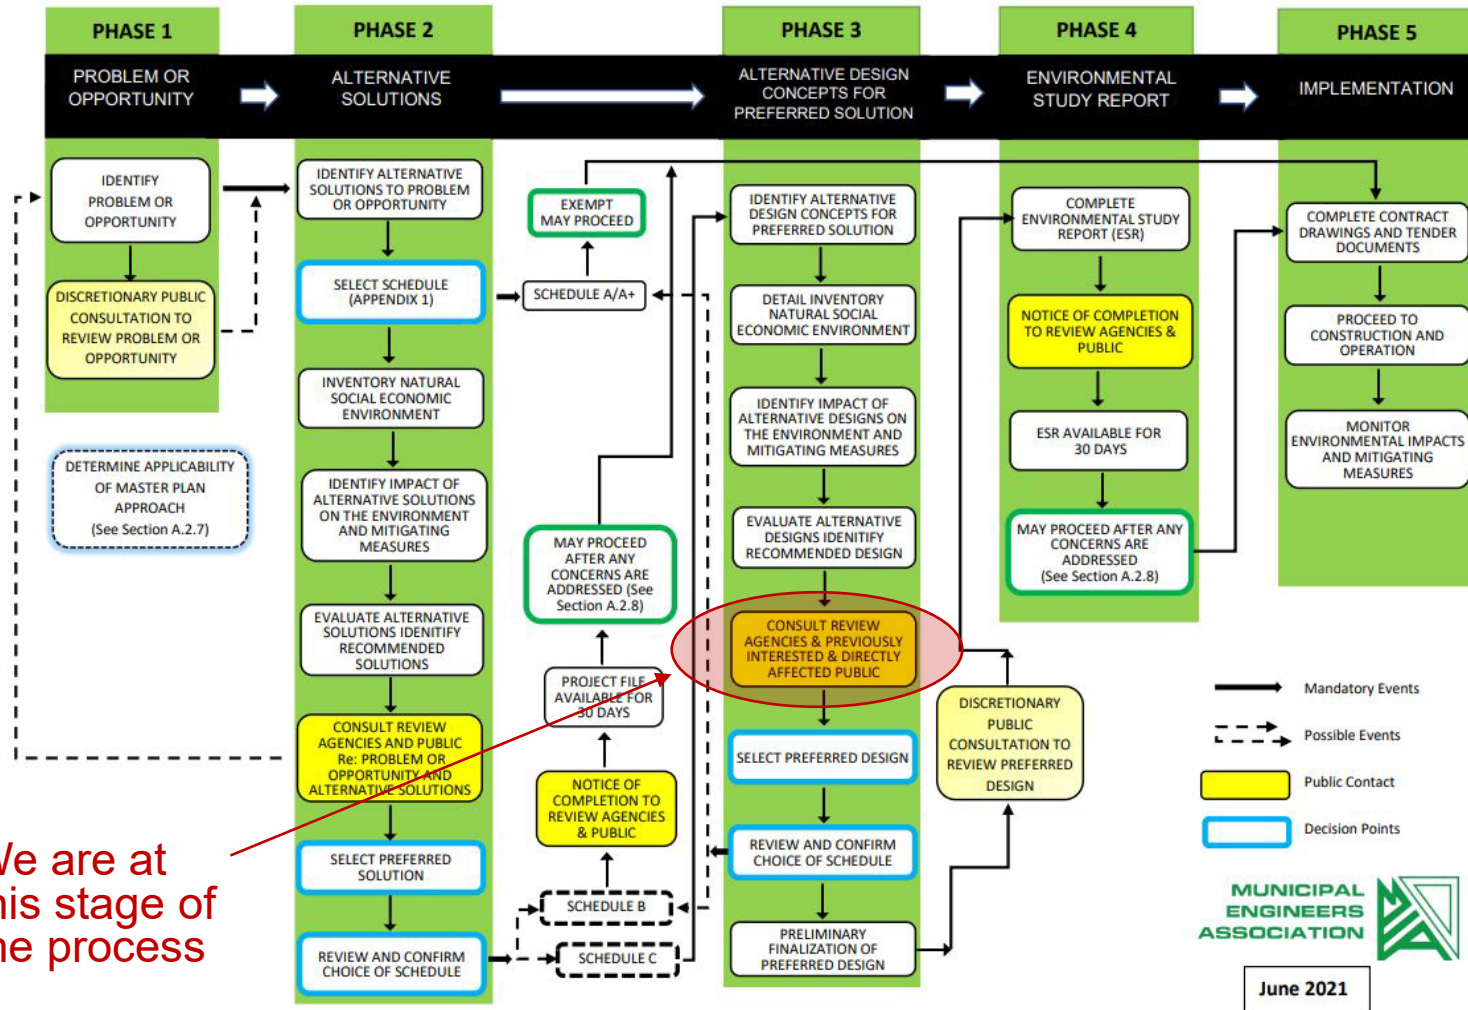 PHASE 1
PHASE 2
PHASE 3
PHASE 4
PHASE 5
PROBLEM OR
OPPORTUNITY
ALTERNATIVE
SOLUTIONS
ALTERNATIVE DESIGN
CONCEPTS FOR
PREFERRED SOLUTION
ENVIRONMENTAL
STUDY REPORT
IMPLEMENTATION
IDENTIFY
PROBLEM OR
OPPORTUNITY
DISCRETIONARY PUBLIC
CONSULTATION TO
REVIEW PROBLEM OR
OPPORTUNITY
DETERMINE APPLICABILITY
OF MASTER PLAN
APPROACH
(See Section A.2.7)
IDENTIFY ALTERNATIVE
SOLUTIONS TO PROBLEM
OR OPPORTUNITY
SELECT SCHEDULE
(APPENDIX 1)
INVENTORY NATURAL
SOCIAL ECONOMIC
ENVIRONMENT
IDENTIFY IMPACT OF
ALTERNATIVE SOLUTIONS
ON THE ENVIRONMENT
AND MITIGATING
MEASURES
EVALUATE ALTERNATIVE
SOLUTIONS IDENITIFY
RECOMMENDED
SOLUTIONS
CONSULT REVIEW
AGENCIES AND PUBLIC
Re: PROBLEM OR
OPPORTUNITY AND
ALTERNATIVE SOLUTIONS
SELECT PREFERRED
SOLUTION
REVIEW AND CONFIRM
CHOICE OF SCHEDULE
EXEMPT
MAY PROCEED
SCHEDULE A/A+
MAY PROCEED
AFTER ANY
CONCERNS ARE
ADDRESSED (See
Section A.2.8)
PROJECT FILE
AVAILABLE FOR
30 DAYS
NOTICE OF
COMPLETION TO
REVIEW AGENCIES
& PUBLIC
SCHEDULE B
SCHEDULE C
IDENTIFY ALTERNATIVE
DESIGN CONCEPTS FOR
PREFERRED SOLUTION
DETAIL INVENTORY
NATURAL SOCIAL
ECONOMIC ENVIRONMENT
IDENTIFY IMPACT OF
ALTERNATIVE DESIGNS ON
THE ENVIRONMENT AND
MITIGATING MEASURES
EVALUATE ALTERNATIVE
DESIGNS IDEINTIFY
RECOMMENDED DESIGN
CONSULT REVIEW
AGENCIES & PREVIOUSLY
INTERESTED & DIRECTLY
AFFECTED PUBLIC
SELECT PREFERRED DESIGN
REVIEW AND CONFIRM
CHOICE OF SCHEDULE
PRELIMINARY
FINALIZATION OF
PREFERRED DESIGN
DISCRETIONARY
PUBLIC
CONSULTATION TO
REVIEW PREFERRED
DESIGN
COMPLETE
ENVIRONMENTAL STUDY
REPORT (ESR)
NOTICE OF COMPLETION
TO REVIEW AGENCIES &
PUBLIC
ESR AVAILABLE FOR
30 DAYS
MAY PROCEED AFTER ANY
CONCERNS ARE
ADDRESSED
(See Section A.2.8)
COMPLETE CONTRACT
DRAWINGS AND TENDER
DOCUMENTS
PROCEED TO
CONSTRUCTION AND
OPERATION
MONITOR
ENVIRONMENTAL IMPACTS
AND MITIGATING
MEASURES
Mandatory Events
Possible Events
Public Contact
Decision Points
We are at
this stage of
the process
MUNICIPAL
ENGINEERS
ASSOCIATION
June 2021